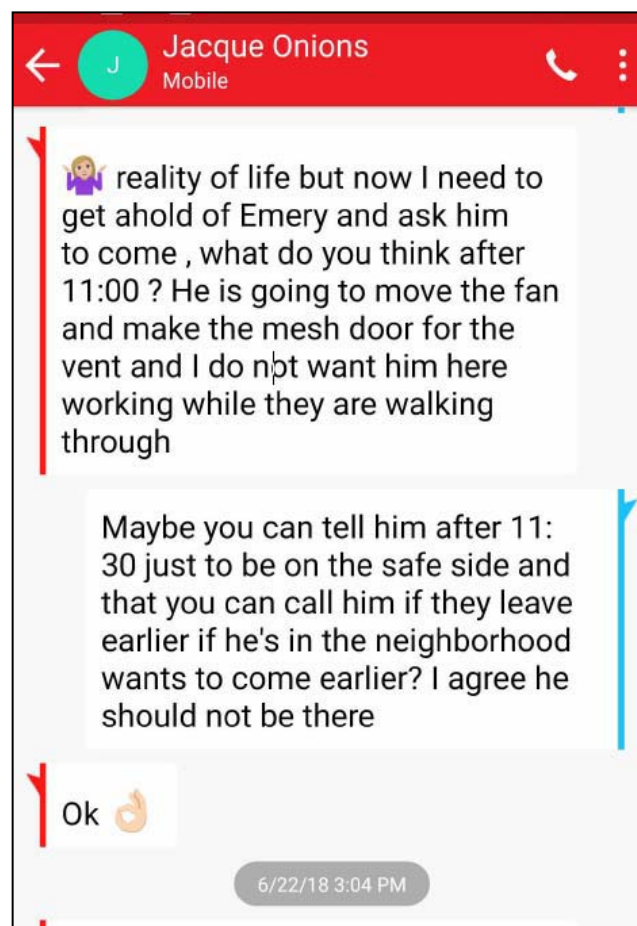 J
Jacque Onions
Mobile
🤷🏼‍♀️ reality of life but now I need to
get ahold of Emery and ask him
to come , what do you think after
11:00 ? He is going to move the fan
and make the mesh door for the
vent and I do not want him here
working while they are walking
through
Maybe you can tell him after 11:
30 just to be on the safe side and
that you can call him if they leave
earlier if he's in the neighborhood
wants to come earlier? I agree he
should not be there
Ok 👌🏻
6/22/18 3:04 PM